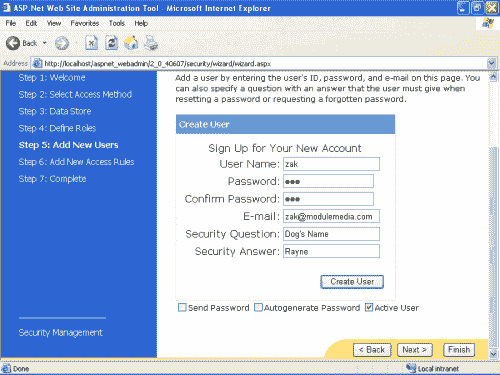 ASP.Net Web Site Administration Tool - Microsoft Internet Explorer
File Edit View Favorites Tools Help
Back
Address http://localhost/aspnet_webadmin/2_0_40607/security/wizard/wizard.aspx
Step 1: Welcome
Step 2: Select Access Method
Step 3: Data Store
Step 4: Define Roles
Step 5: Add New Users
Step 6: Add New Access Rules
Step 7: Complete
Security Management
Add a user by entering the user's ID, password, and e-mail on this page. You
can also specify a question with an answer that the user must give when
resetting a password or requesting a forgotten password.
Create User
Sign Up for Your New Account
User Name: zak
Password: ●●●
Confirm Password: ●●●
E-mail: zak@modulemedia.com
Security Question: Dog's Name
Security Answer: Rayne
Create User
Send Password Autogenerate Password Active User
< Back Next > Finish
Done Local intranet